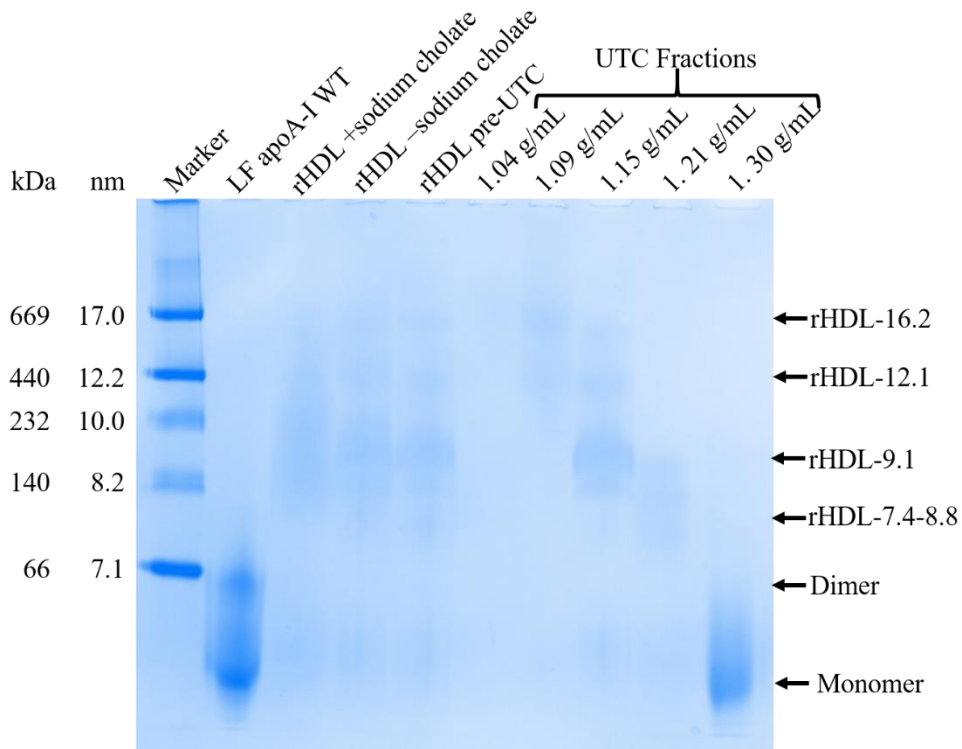 UTC Fractions
kDa nm Marker LF apoA-I WT rHDL +sodium cholate rHDL –sodium cholate rHDL pre-UTC 1.04 g/mL 1.09 g/mL 1.15 g/mL 1. 21 g/mL 1. 30 g/mL
669 17.0 rHDL-16.2
440 12.2 rHDL-12.1
232 10.0
rHDL-9.1
140 8.2
rHDL-7.4-8.8
66 7.1
Dimer
Monomer